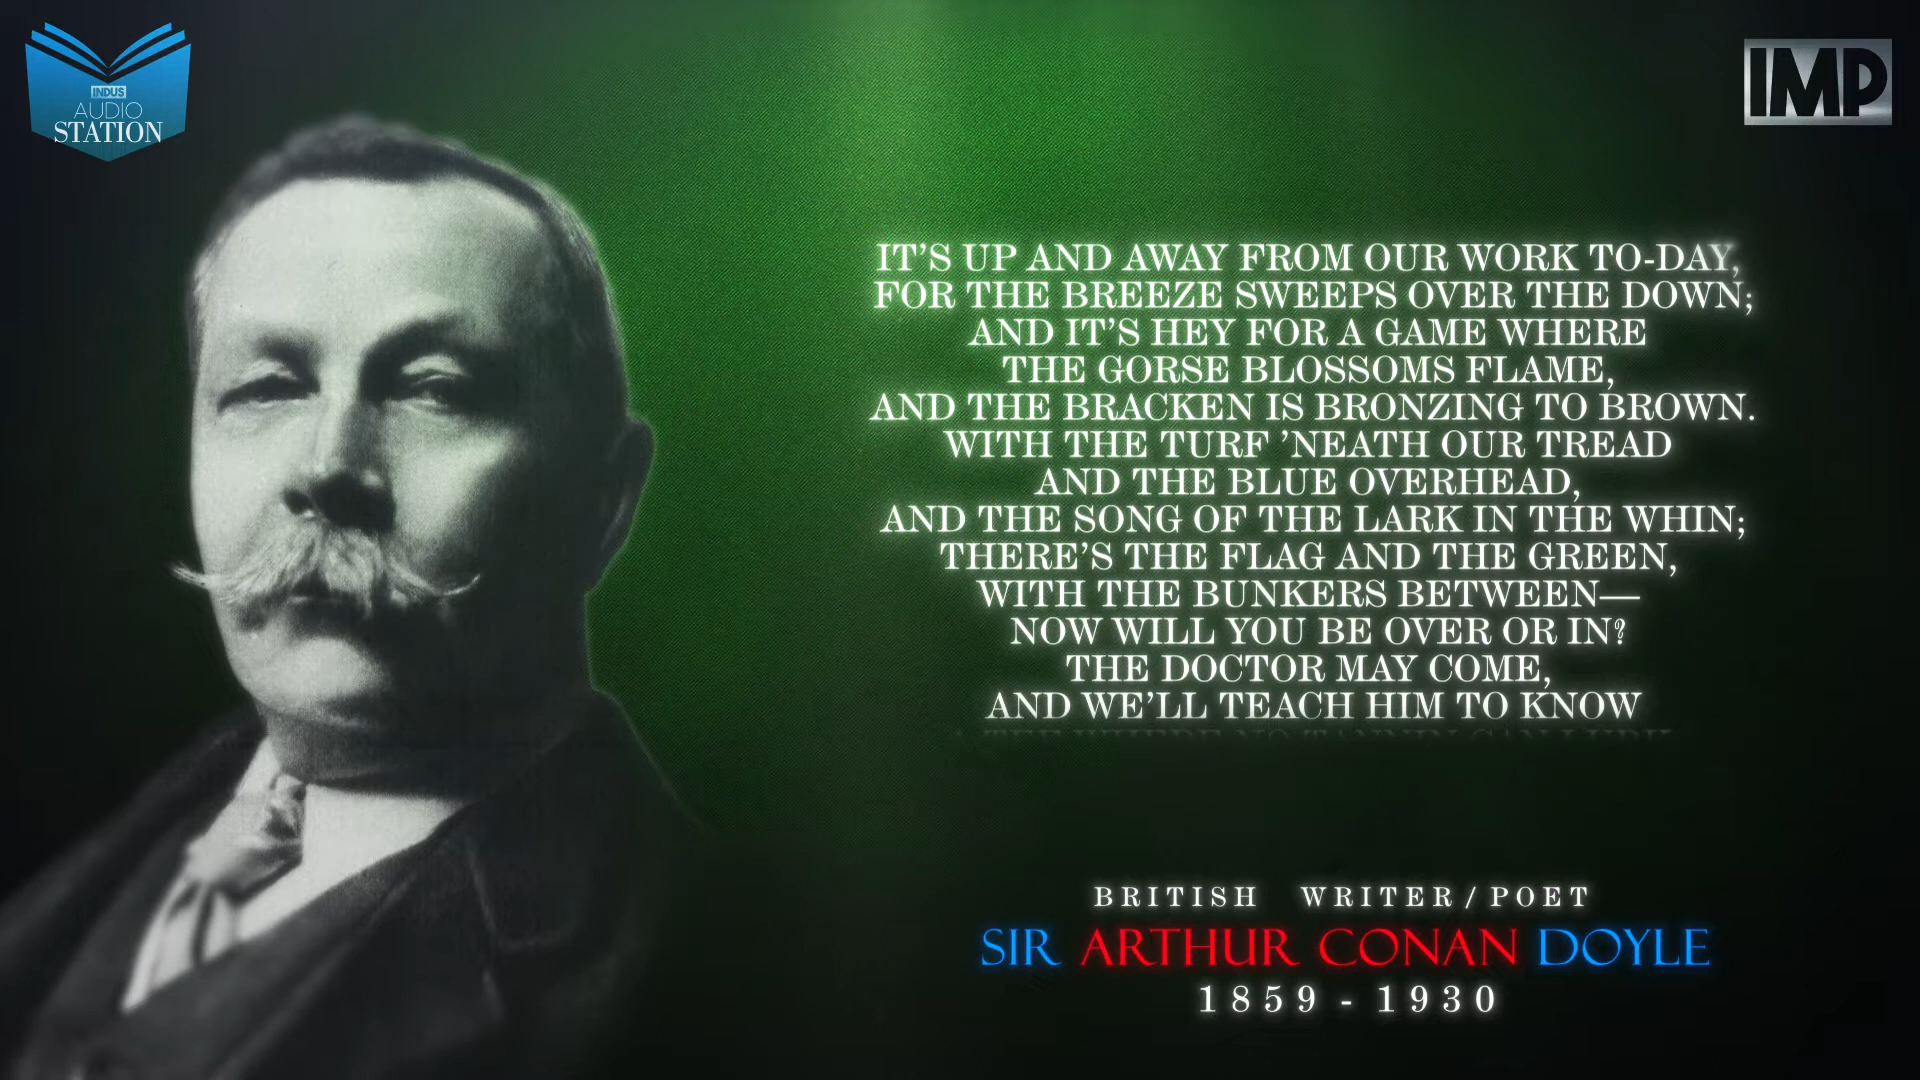 INDUS
AUDIO
STATION
IMP
IT’S UP AND AWAY FROM OUR WORK TO-DAY,
FOR THE BREEZE SWEEPS OVER THE DOWN;
AND IT’S HEY FOR A GAME WHERE
THE GORSE BLOSSOMS FLAME,
AND THE BRACKEN IS BRONZING TO BROWN.
WITH THE TURF ’NEATH OUR TREAD
AND THE BLUE OVERHEAD,
AND THE SONG OF THE LARK IN THE WHIN;
THERE’S THE FLAG AND THE GREEN,
WITH THE BUNKERS BETWEEN—
NOW WILL YOU BE OVER OR IN?
THE DOCTOR MAY COME,
AND WE’LL TEACH HIM TO KNOW
BRITISH WRITER/POET
SIR ARTHUR CONAN DOYLE
1859 - 1930